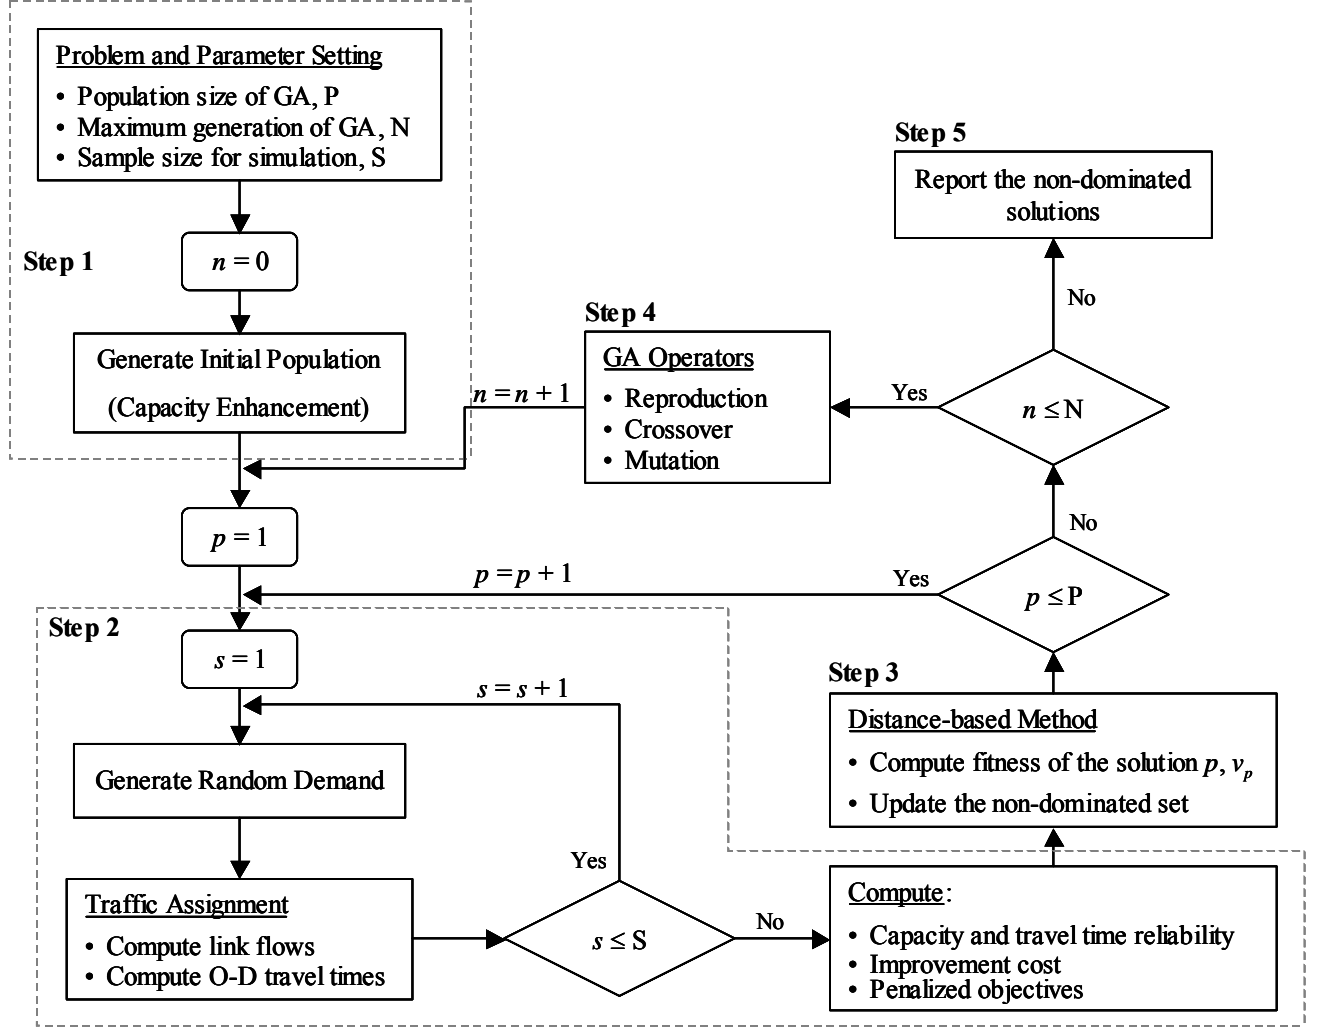 Problem and Parameter Setting
• Population size of GA, P
• Maximum generation of GA, N
• Sample size for simulation, S
Step 1
n = 0
Generate Initial Population
(Capacity Enhancement)
n = n + 1
Step 4
GA Operators
• Reproduction
• Crossover
• Mutation
Step 5
Report the non-dominated
solutions
No
Yes
n ≤ N
No
p = 1
p = p + 1
Yes
p ≤ P
Step 2
s = 1
s = s + 1
Generate Random Demand
Yes
Traffic Assignment
• Compute link flows
• Compute O-D travel times
s ≤ S
No
Step 3
Distance-based Method
• Compute fitness of the solution p, vp
• Update the non-dominated set
Compute:
• Capacity and travel time reliability
• Improvement cost
• Penalized objectives